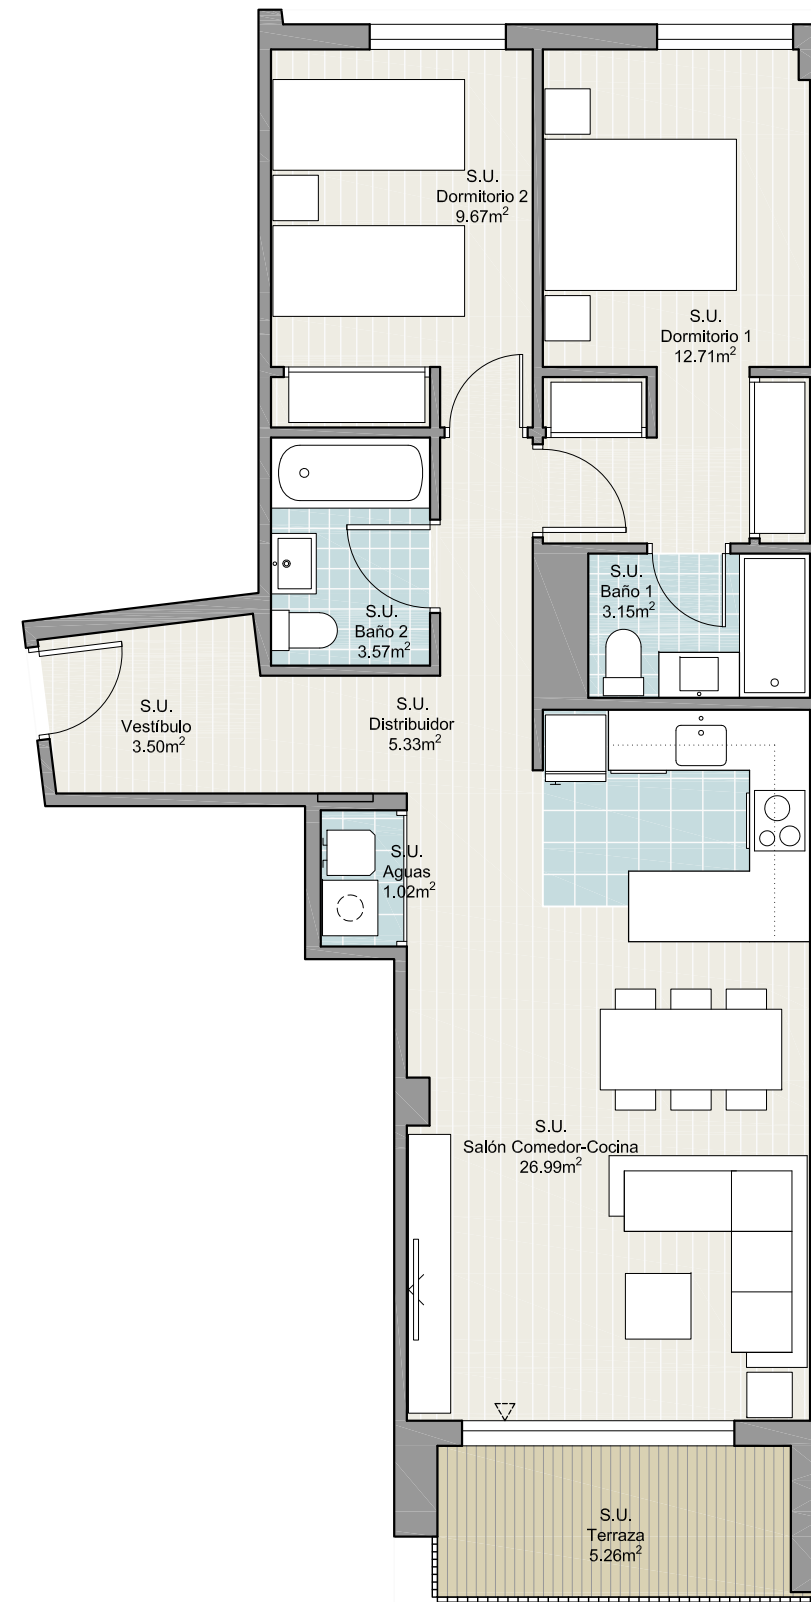 S.U.
Dormitorio 2
9.67m²
S.U.
Dormitorio 1
12.71m²
S.U.
Baño 1
3.15m²
S.U.
Baño 2
3.57m²
S.U.
Vestíbulo
3.50m²
S.U.
Distribuidor
5.33m²
S.U.
Aguas
1.02m²
S.U.
Salón Comedor-Cocina
26.99m²
S.U.
Terraza
5.26m²